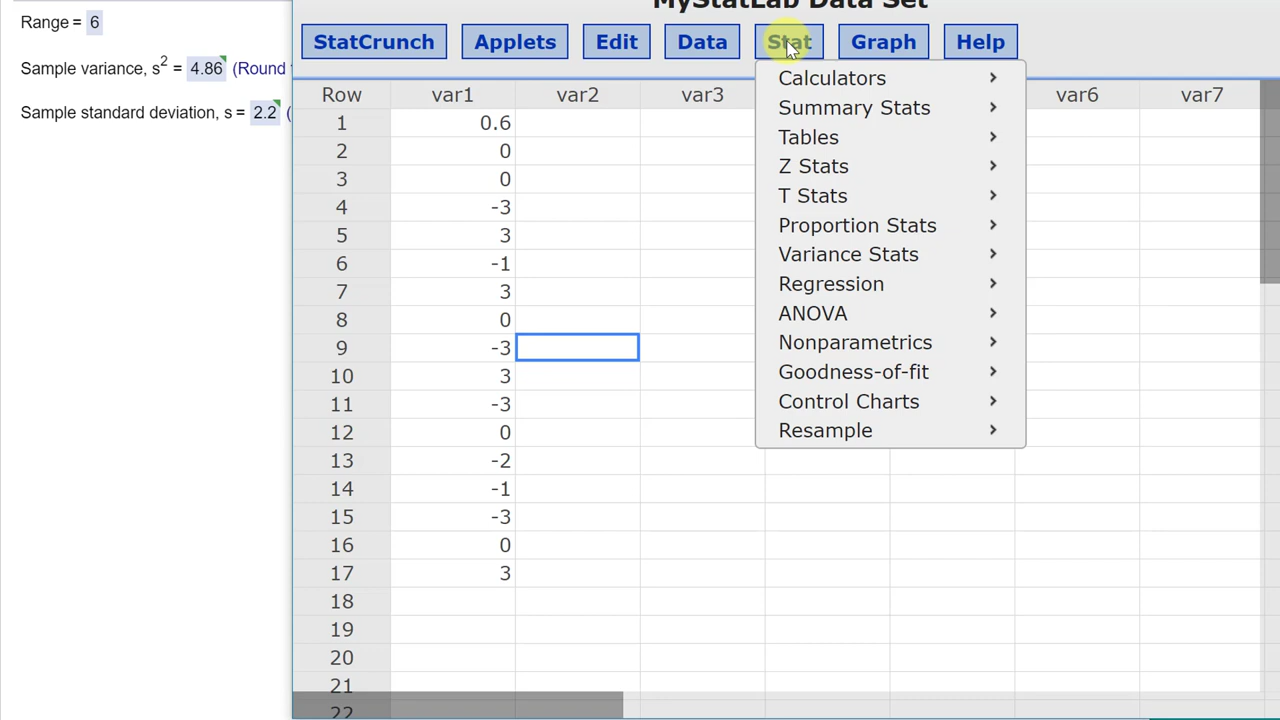 MyStatLab Data Set
Range = 6
Sample variance, s² = 4.86 (Round
Sample standard deviation, s = 2.2 (
StatCrunch Applets Edit Data Stat Graph Help
Row var1 var2 var3 var6 var7
1 0.6
2 0
3 0
4 -3
5 3
6 -1
7 3
8 0
9 -3
10 3
11 -3
12 0
13 -2
14 -1
15 -3
16 0
17 3
18
19
20
21
22
Calculators
Summary Stats
Tables
Z Stats
T Stats
Proportion Stats
Variance Stats
Regression
ANOVA
Nonparametrics
Goodness-of-fit
Control Charts
Resample